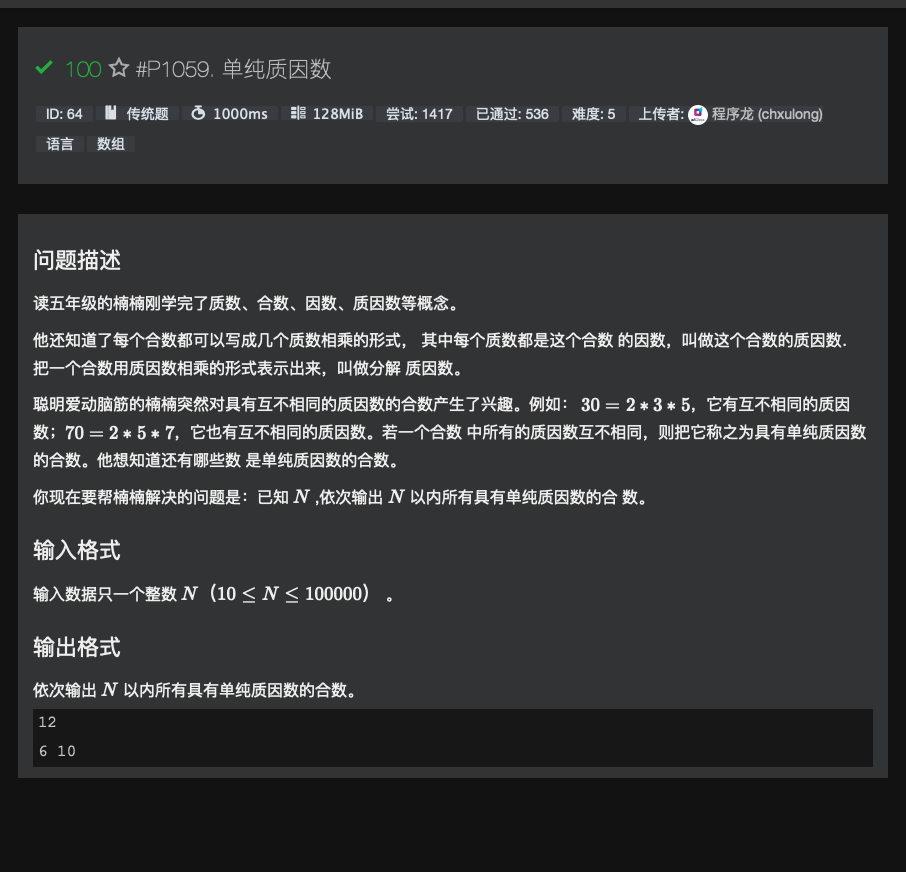 100 #P1059. 单纯质因数
ID: 64 传统题 1000ms 128MiB 尝试: 1417 已通过: 536 难度: 5 上传者: 程序龙 (chxulong)
语言 数组
问题描述
读五年级的楠楠刚学完了质数、合数、因数、质因数等概念。
他还知道了每个合数都可以写成几个质数相乘的形式， 其中每个质数都是这个合数 的因数，叫做这个合数的质因数.
把一个合数用质因数相乘的形式表示出来，叫做分解 质因数。
聪明爱动脑筋的楠楠突然对具有互不相同的质因数的合数产生了兴趣。例如： 30 = 2 * 3 * 5，它有互不相同的质因
数；70 = 2 * 5 * 7，它也有互不相同的质因数。若一个合数 中所有的质因数互不相同，则把它称之为具有单纯质因数
的合数。他想知道还有哪些数 是单纯质因数的合数。
你现在要帮楠楠解决的问题是：已知 N ,依次输出 N 以内所有具有单纯质因数的合 数。
输入格式
输入数据只一个整数 N（10 ≤ N ≤ 100000） 。
输出格式
依次输出 N 以内所有具有单纯质因数的合数。
12
6 10